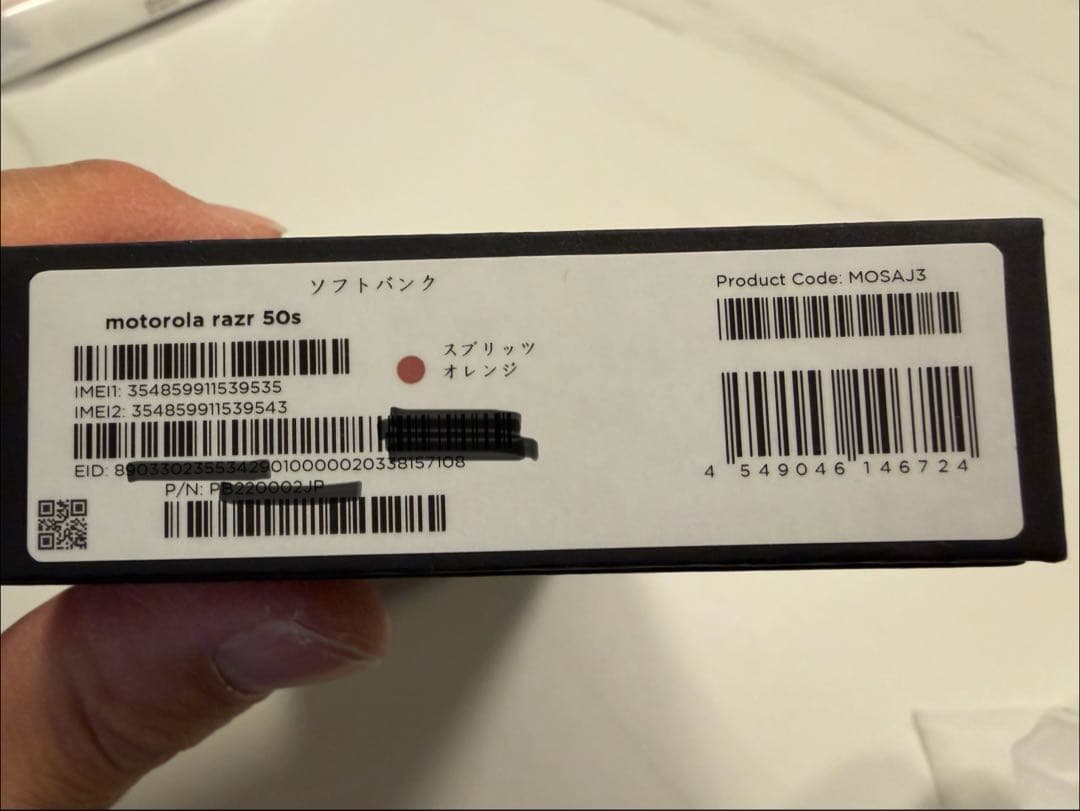 ソフトバンク
motorola razr 50s
スプリッツ
オレンジ
IMEI1: 354859911539535
IMEI2: 354859911539543
EID: 89033023553429010000020338157108
P/N: PB220002JP
Product Code: MOSAJ3
4 549046 146724